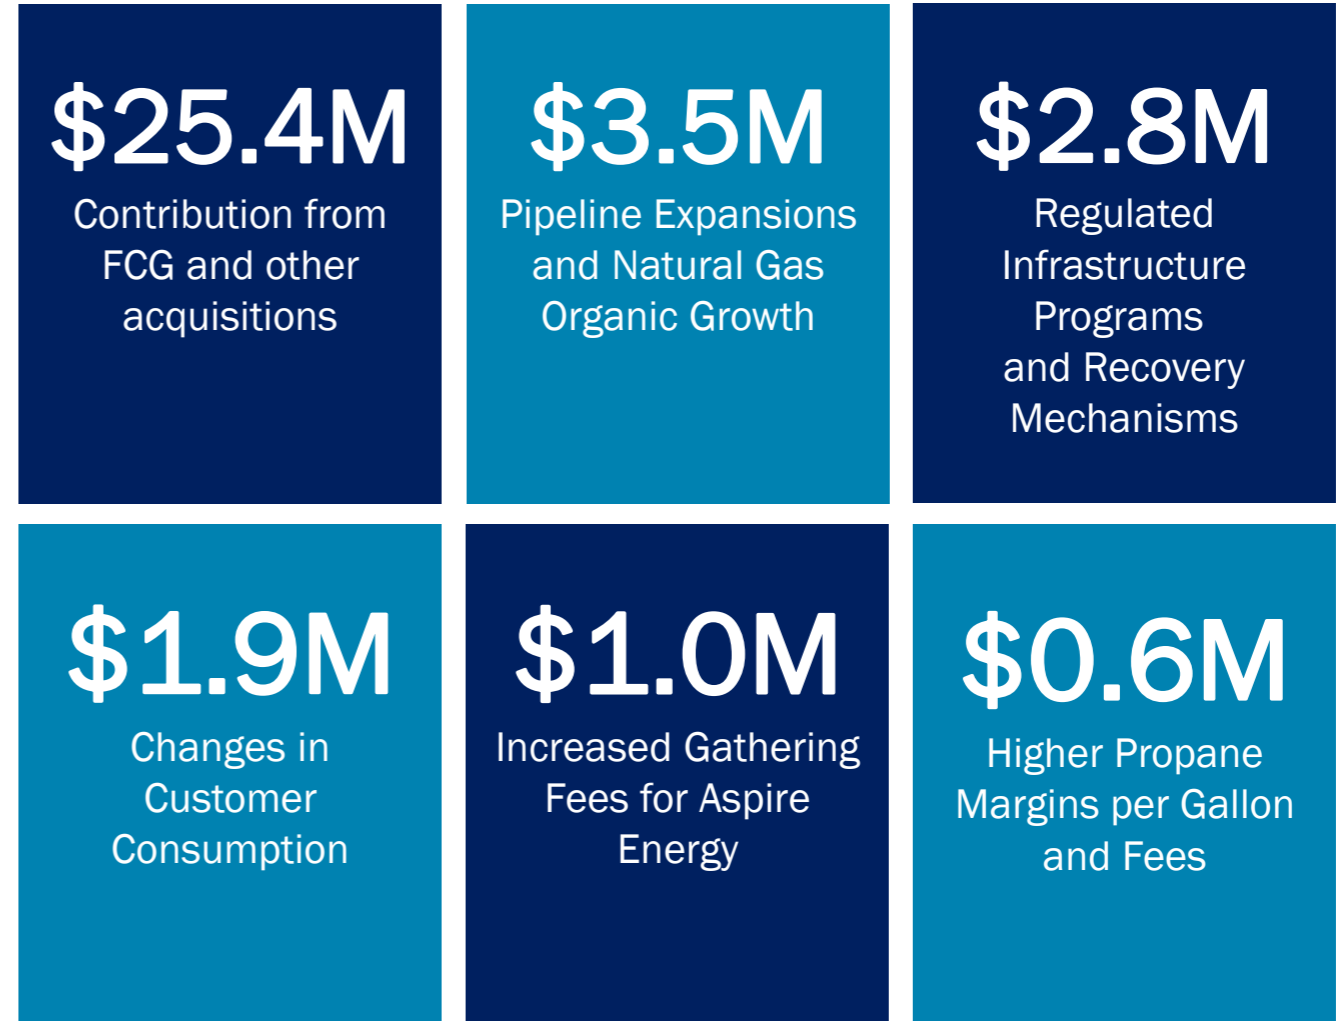 $25.4M
Contribution from
FCG and other
acquisitions
$3.5M
Pipeline Expansions
and Natural Gas
Organic Growth
$2.8M
Regulated
Infrastructure
Programs
and Recovery
Mechanisms
$1.9M
Changes in
Customer
Consumption
$1.0M
Increased Gathering
Fees for Aspire
Energy
$0.6M
Higher Propane
Margins per Gallon
and Fees